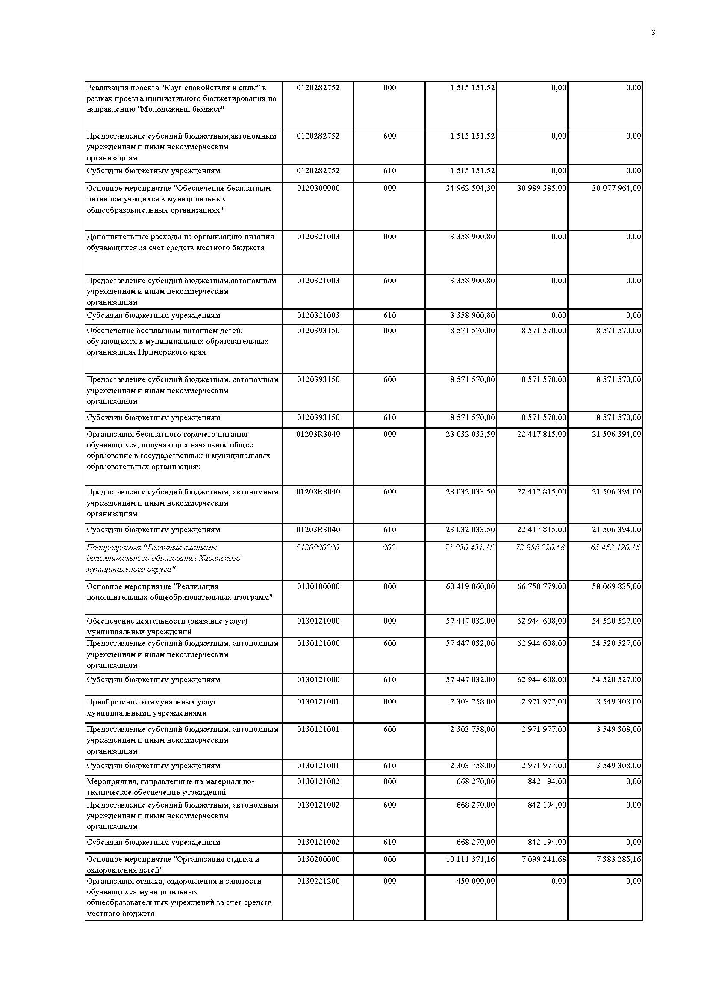 3
Реализация проекта "Круг спокойствия и силы" в 01202S2752 000 1 515 151,52 0,00 0,00
рамках проекта инициативного бюджетирования по
направлению "Молодежный бюджет"
Предоставление субсидий бюджетным,автономным 01202S2752 600 1 515 151,52 0,00 0,00
учреждениям и иным некоммерческим
организациям
Субсидии бюджетным учреждениям 01202S2752 610 1 515 151,52 0,00 0,00
Основное мероприятие "Обеспечение бесплатным 0120300000 000 34 962 504,30 30 989 385,00 30 077 964,00
питанием учащихся в муниципальных
общеобразовательных организациях"
Дополнительные расходы на организацию питания 0120321003 000 3 358 900,80 0,00 0,00
обучающихся за счет средств местного бюджета
Предоставление субсидий бюджетным,автономным 0120321003 600 3 358 900,80 0,00 0,00
учреждениям и иным некоммерческим
организациям
Субсидии бюджетным учреждениям 0120321003 610 3 358 900,80 0,00 0,00
Обеспечение бесплатным питанием детей, 0120393150 000 8 571 570,00 8 571 570,00 8 571 570,00
обучающихся в муниципальных образовательных
организациях Приморского края
Предоставление субсидий бюджетным, автономным 0120393150 600 8 571 570,00 8 571 570,00 8 571 570,00
учреждениям и иным некоммерческим
организациям
Субсидии бюджетным учреждениям 0120393150 610 8 571 570,00 8 571 570,00 8 571 570,00
Организация бесплатного горячего питания 01203R3040 000 23 032 033,50 22 417 815,00 21 506 394,00
обучающихся, получающих начальное общее
образование в государственных и муниципальных
образовательных организациях
Предоставление субсидий бюджетным, автономным 01203R3040 600 23 032 033,50 22 417 815,00 21 506 394,00
учреждениям и иным некоммерческим
организациям
Субсидии бюджетным учреждениям 01203R3040 610 23 032 033,50 22 417 815,00 21 506 394,00
Подпрограмма "Развитие системы 0130000000 000 71 030 431,16 73 858 020,68 65 453 120,16
дополнительного образования Хасанского
муниципального округа"
Основное мероприятие "Реализация 0130100000 000 60 419 060,00 66 758 779,00 58 069 835,00
дополнительных общеобразовательных программ"
Обеспечение деятельности (оказание услуг) 0130121000 000 57 447 032,00 62 944 608,00 54 520 527,00
муниципальных учреждений
Предоставление субсидий бюджетным, автономным 0130121000 600 57 447 032,00 62 944 608,00 54 520 527,00
учреждениям и иным некоммерческим
организациям
Субсидии бюджетным учреждениям 0130121000 610 57 447 032,00 62 944 608,00 54 520 527,00
Приобретение коммунальных услуг 0130121001 000 2 303 758,00 2 971 977,00 3 549 308,00
муниципальными учреждениями
Предоставление субсидий бюджетным, автономным 0130121001 600 2 303 758,00 2 971 977,00 3 549 308,00
учреждениям и иным некоммерческим
организациям
Субсидии бюджетным учреждениям 0130121001 610 2 303 758,00 2 971 977,00 3 549 308,00
Мероприятия, направленные на материально- 0130121002 000 668 270,00 842 194,00 0,00
техническое обеспечение учреждений
Предоставление субсидий бюджетным, автономным 0130121002 600 668 270,00 842 194,00 0,00
учреждениям и иным некоммерческим
организациям
Субсидии бюджетным учреждениям 0130121002 610 668 270,00 842 194,00 0,00
Основное мероприятие "Организация отдыха и 0130200000 000 10 111 371,16 7 099 241,68 7 383 285,16
оздоровления детей"
Организация отдыха, оздоровления и занятости 0130221200 000 450 000,00 0,00 0,00
обучающихся муниципальных
общеобразовательных учреждений за счет средств
местного бюджета